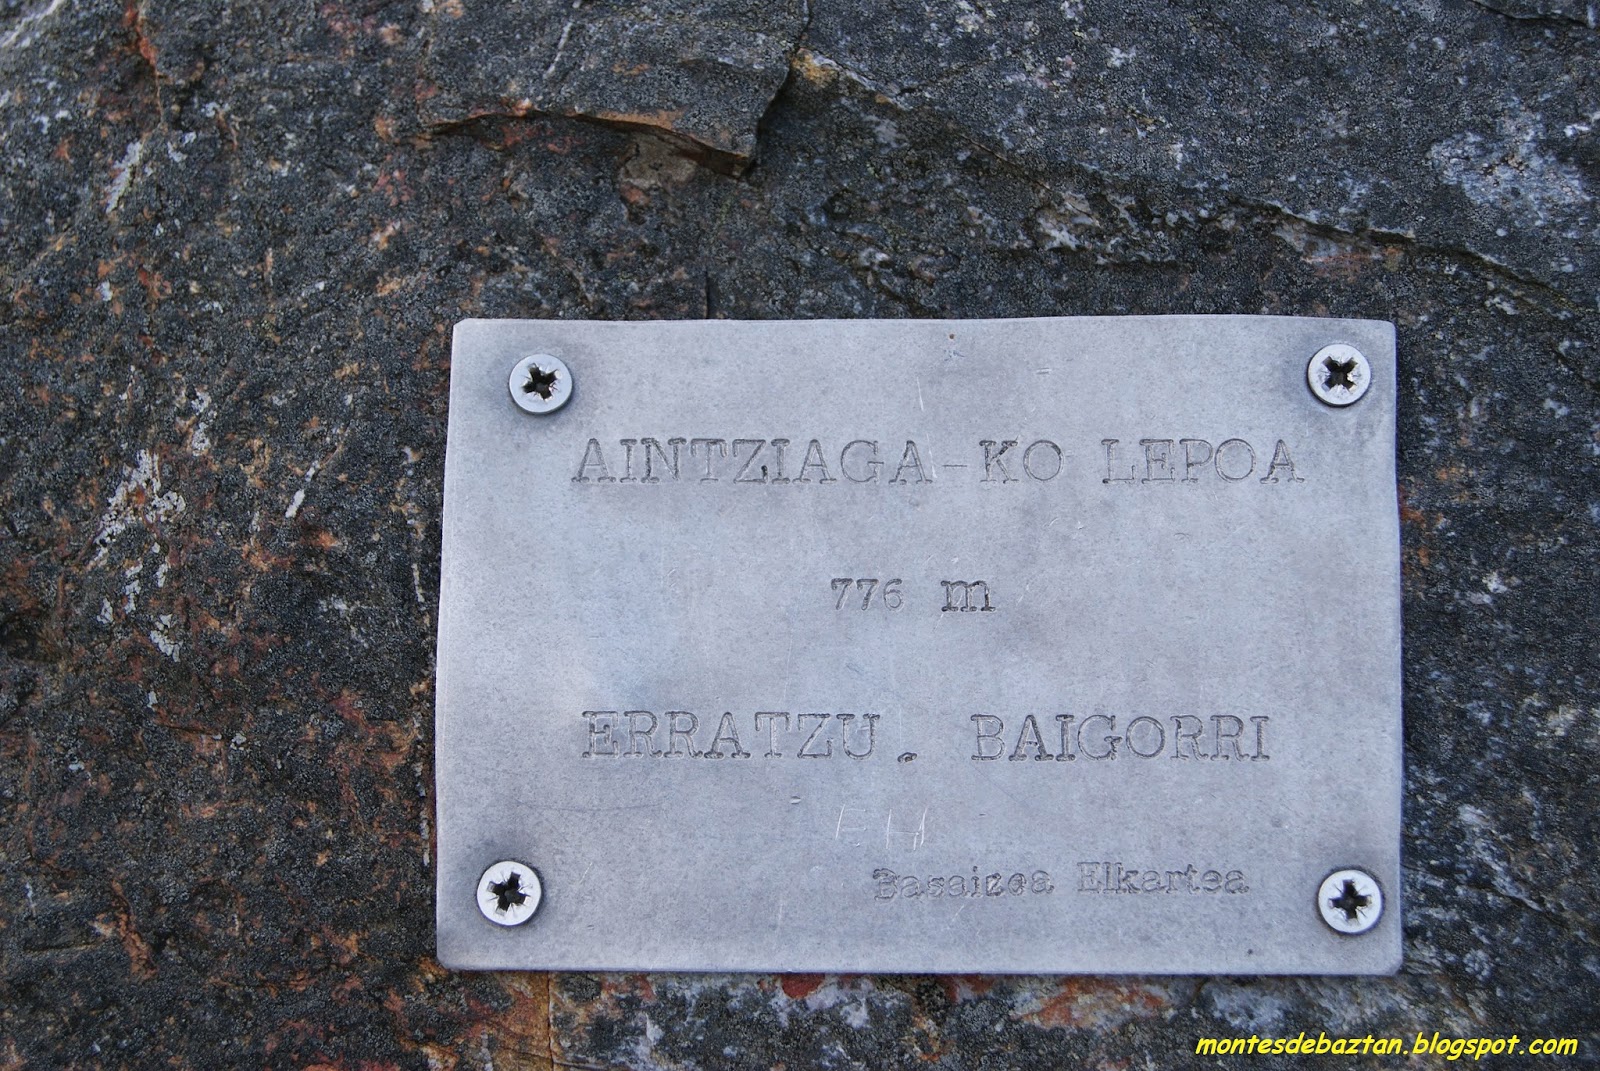 AINTZIAGA-KO LEPOA
776 m
ERRATZU. BAIGORRI
EH
Basaizea Elkartea
montesdebaztan.blogspot.com